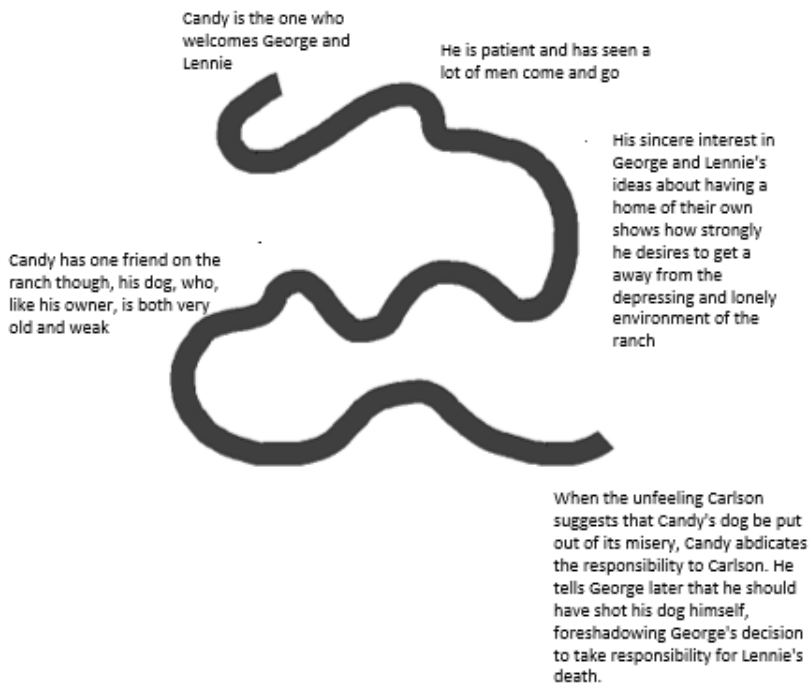 Candy is the one who
welcomes George and
Lennie
He is patient and has seen a
lot of men come and go
His sincere interest in
George and Lennie's
ideas about having a
home of their own
shows how strongly
he desires to get a
away from the
depressing and lonely
environment of the
ranch
Candy has one friend on the
ranch though, his dog, who,
like his owner, is both very
old and weak
When the unfeeling Carlson
suggests that Candy's dog be put
out of its misery, Candy abdicates
the responsibility to Carlson. He
tells George later that he should
have shot his dog himself,
foreshadowing George's decision
to take responsibility for Lennie's
death.